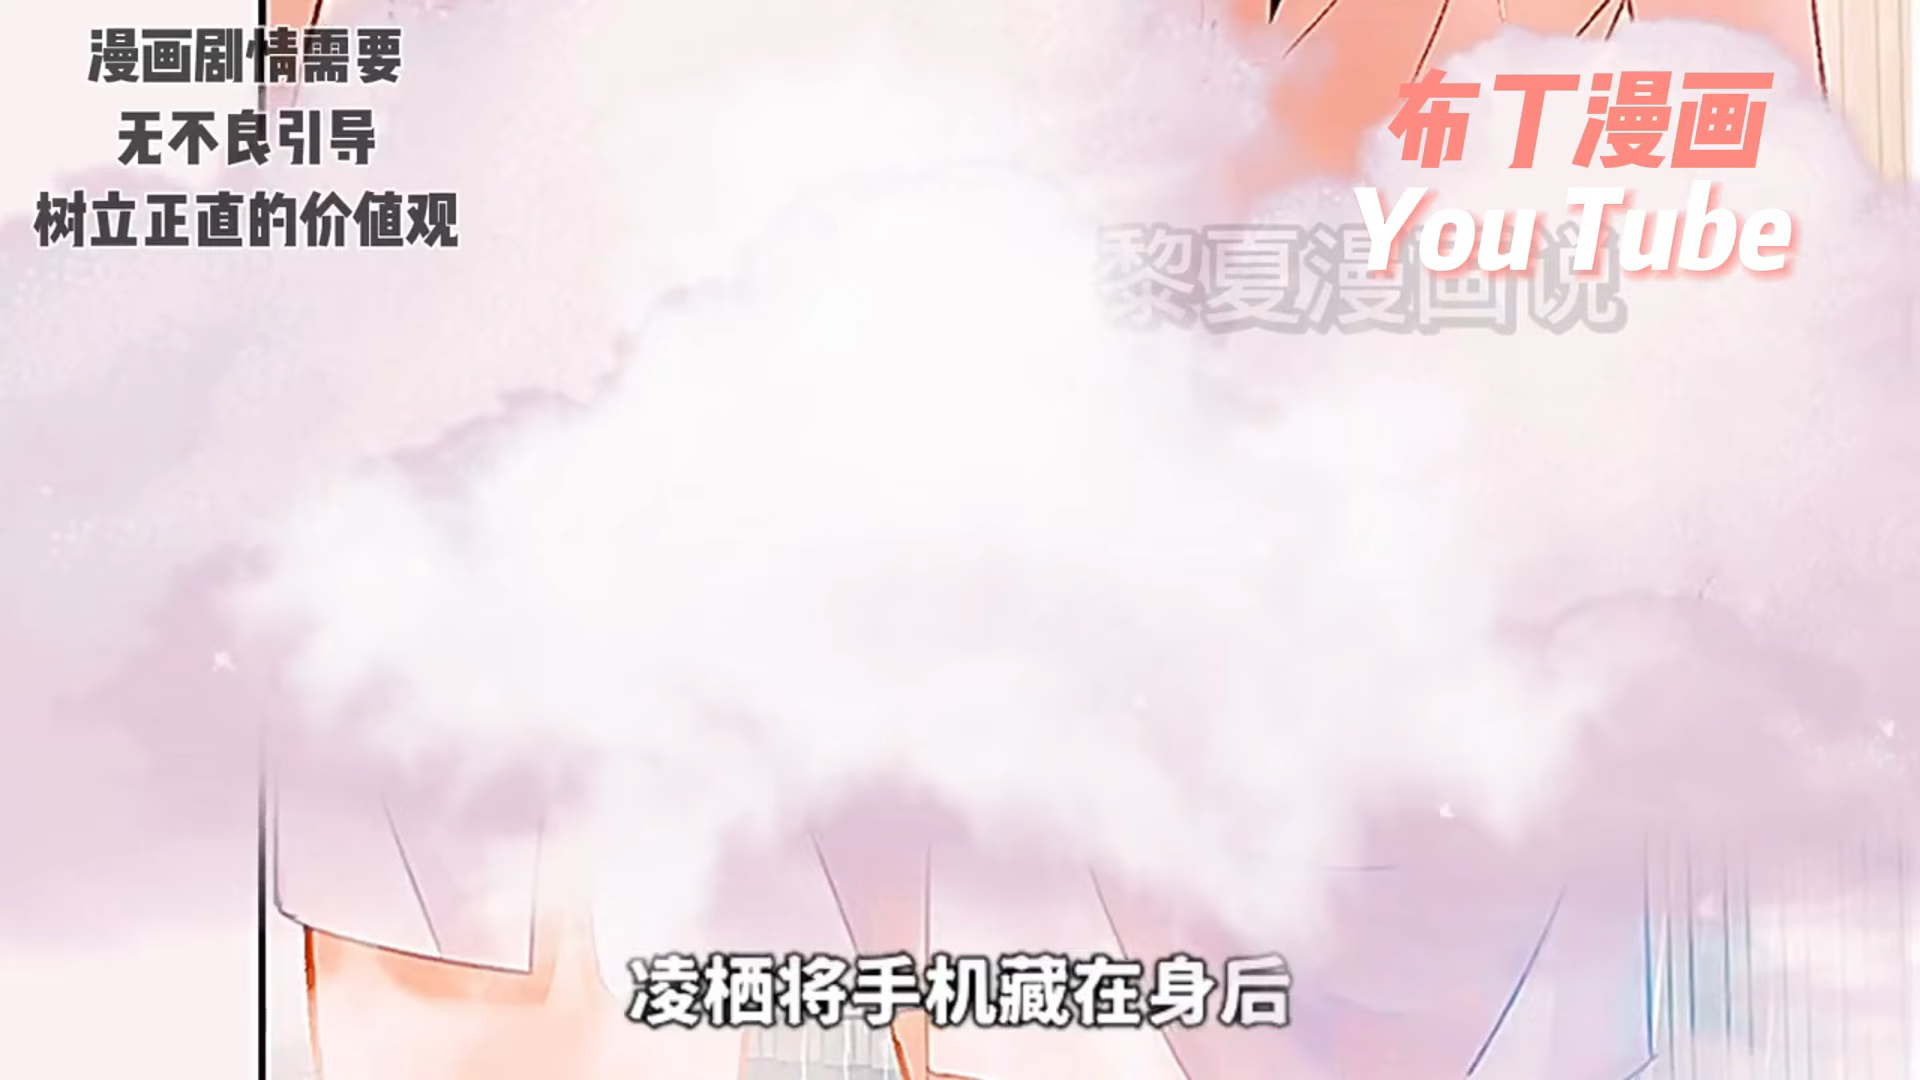 漫画剧情需要
无不良引导
树立正直的价值观
布丁漫画
YouTube
黎夏漫画说
凌栖将手机藏在身后